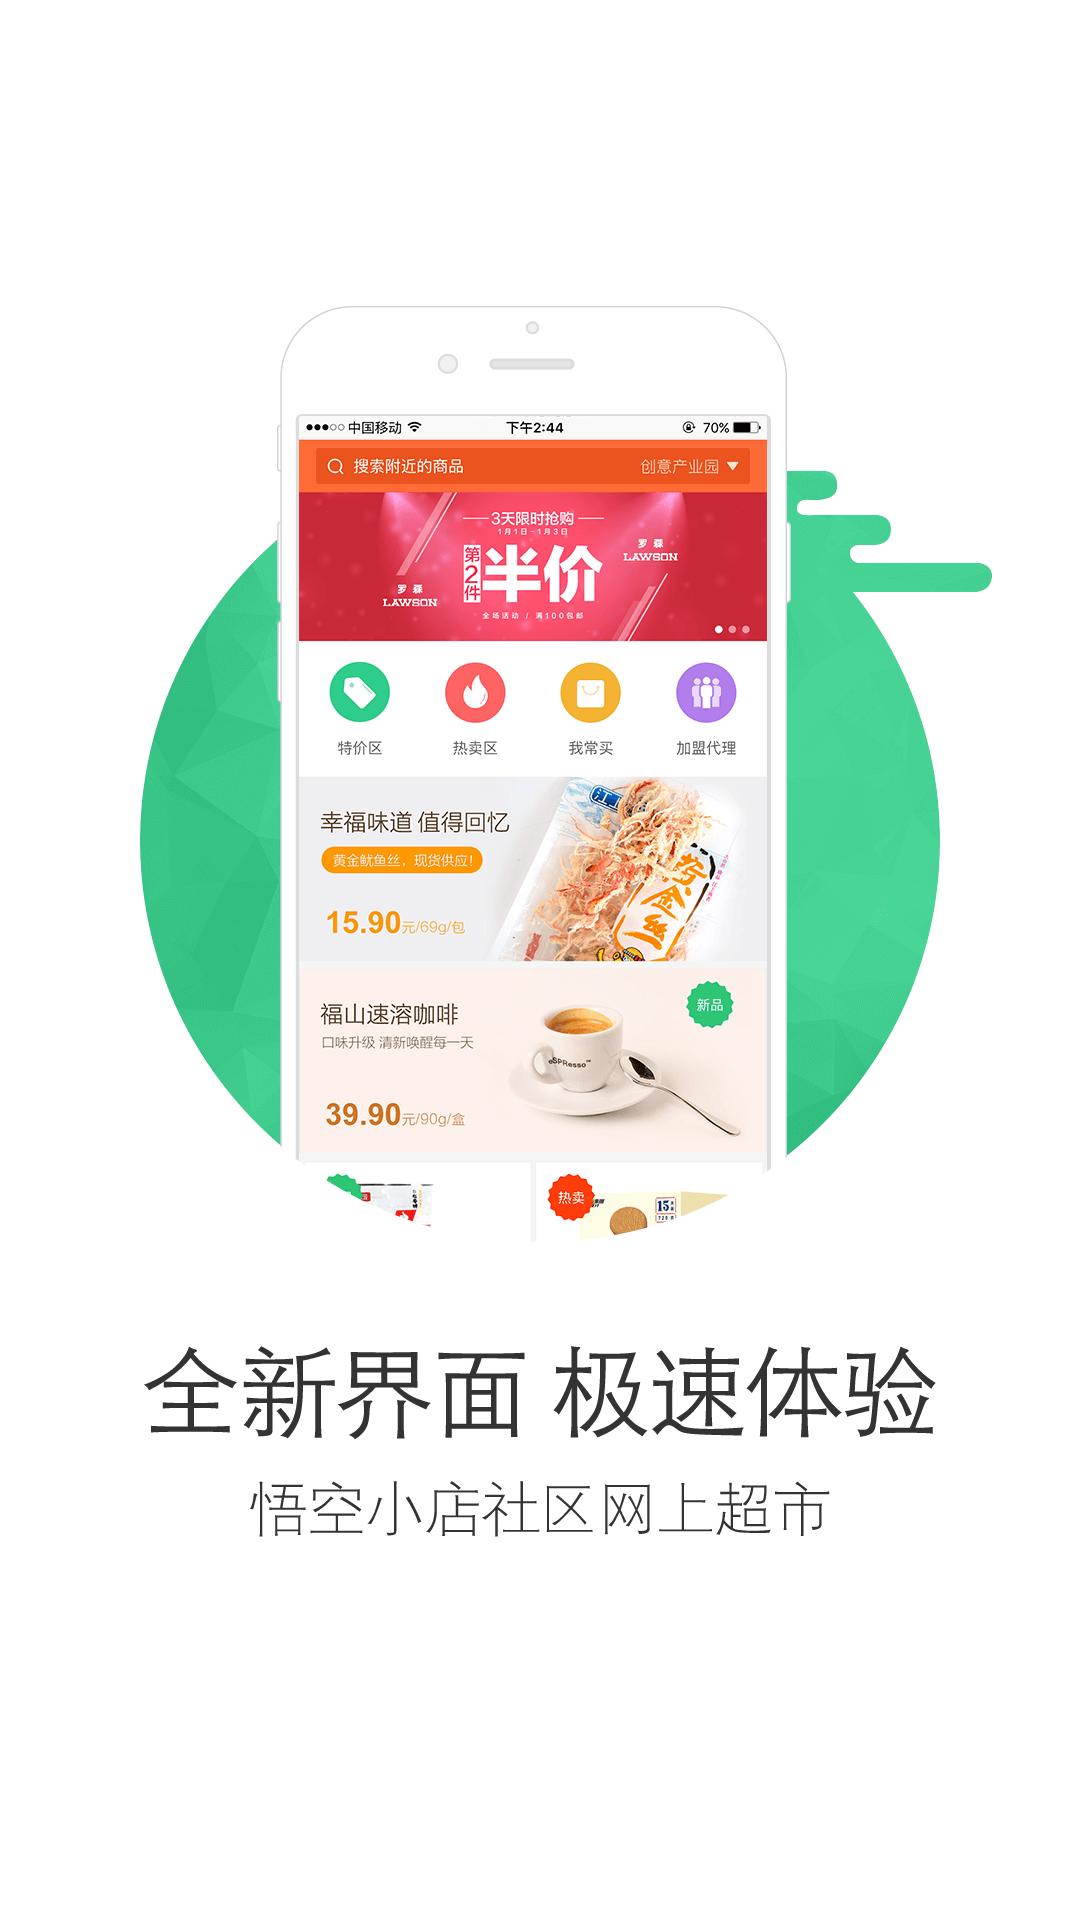 中国移动 下午2:44 70%
搜索附近的商品 创意产业园
3天限时抢购
1月1日-1月3日
第2件 半价
罗森
LAWSON
罗森
LAWSON
全场活动 / 满100包邮
特价区 热卖区 我常买 加盟代理
幸福味道 值得回忆
黄金鱿鱼丝，现货供应！
15.90元/69g/包
黄金丝
新品
福山速溶咖啡
口味升级 清新唤醒每一天
eSPResso™
39.90元/90g/盒
热卖
15
全新界面 极速体验
悟空小店社区网上超市